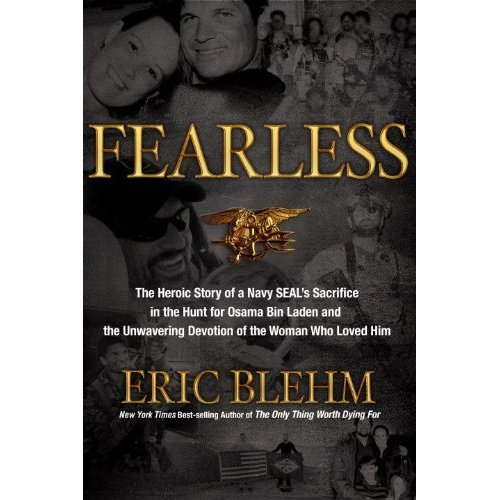 FEARLESS
The Heroic Story of a Navy SEAL's Sacrifice
in the Hunt for Osama Bin Laden and
the Unwavering Devotion of the Woman Who Loved Him
ERIC BLEHM
New York Times Best-selling Author of The Only Thing Worth Dying For